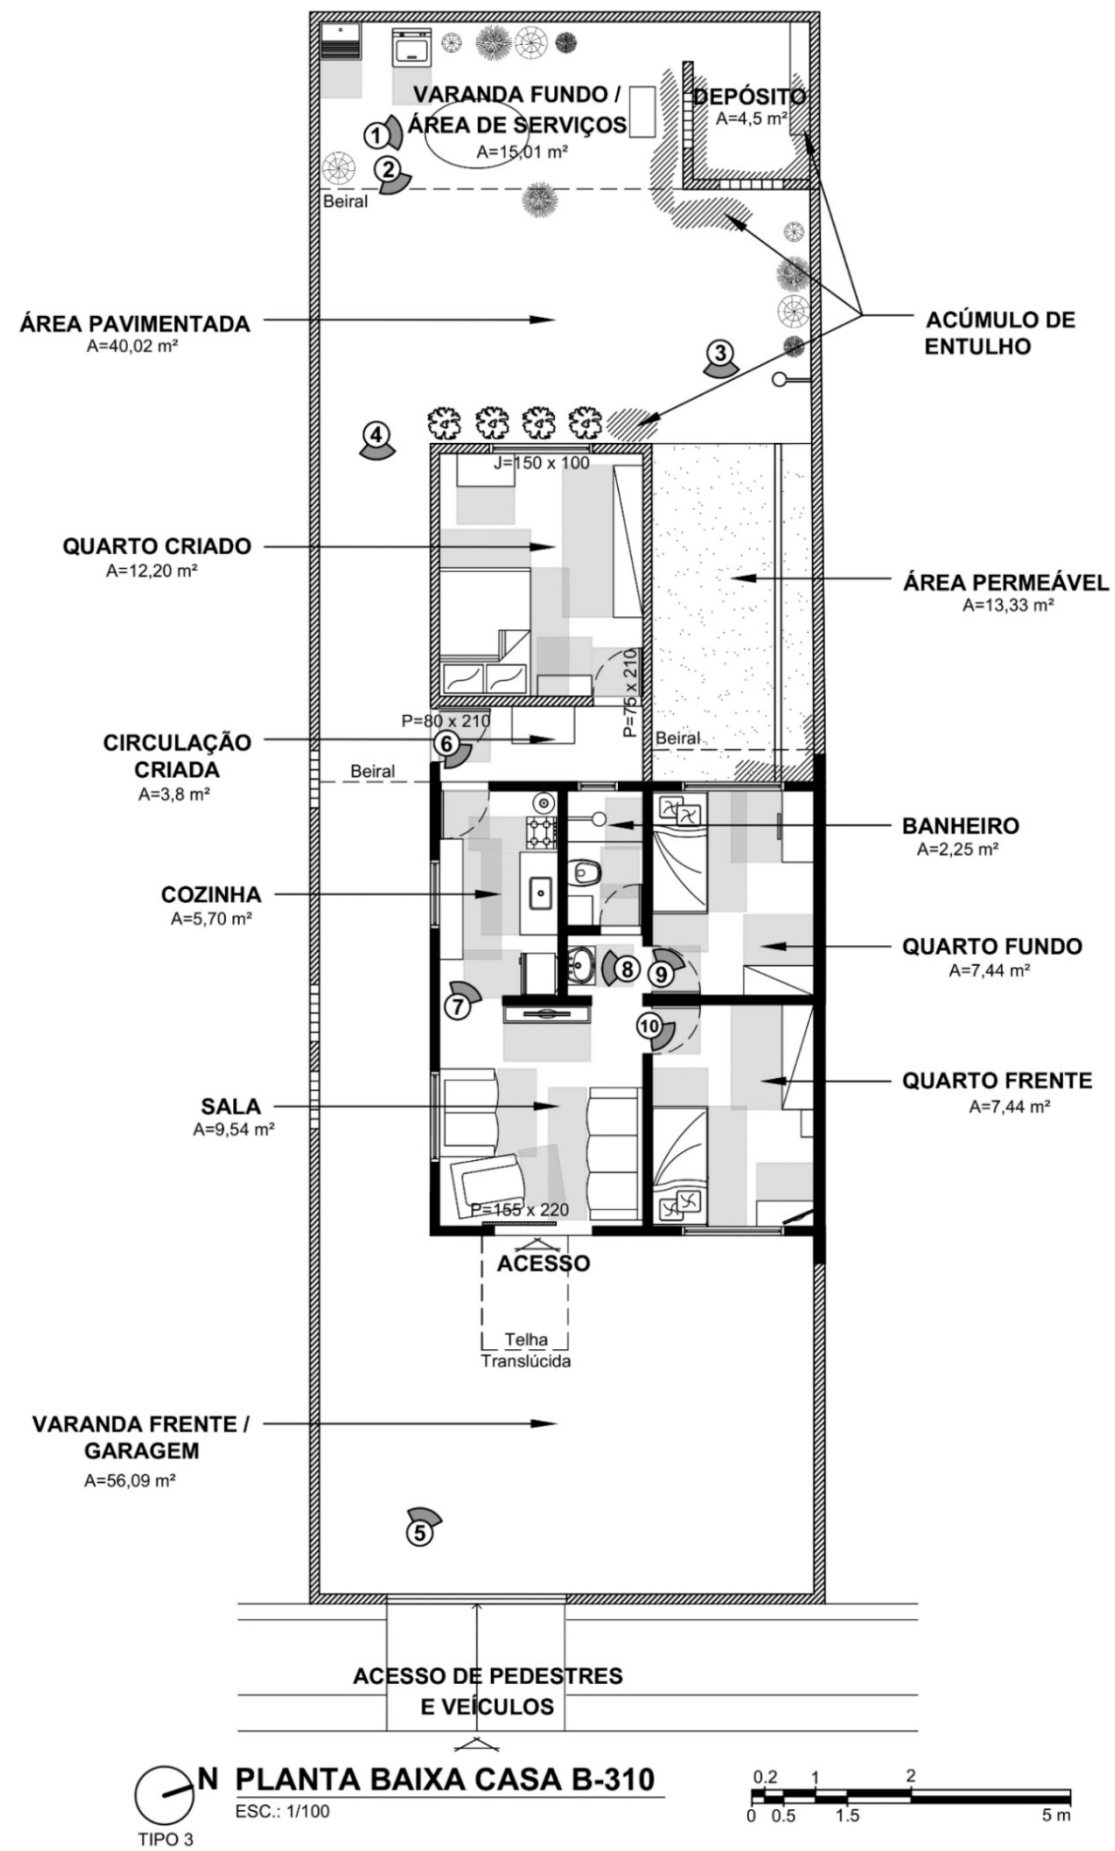 VARANDA FUNDO /
ÁREA DE SERVIÇOS
A=15,01 m²
DEPÓSITO
A=4,5 m²
1
2
Beiral
ÁREA PAVIMENTADA
A=40,02 m²
ACÚMULO DE
ENTULHO
3
4
J=150 x 100
QUARTO CRIADO
A=12,20 m²
ÁREA PERMEÁVEL
A=13,33 m²
P=75 x 210
P=80 x 210
6
CIRCULAÇÃO
CRIADA
A=3,8 m²
Beiral
Beiral
BANHEIRO
A=2,25 m²
COZINHA
A=5,70 m²
QUARTO FUNDO
A=7,44 m²
8
9
7
10
QUARTO FRENTE
A=7,44 m²
SALA
A=9,54 m²
P=155 x 220
ACESSO
Telha
Translúcida
VARANDA FRENTE /
GARAGEM
A=56,09 m²
5
ACESSO DE PEDESTRES
E VEÍCULOS
N
PLANTA BAIXA CASA B-310
ESC.: 1/100
TIPO 3
0.2 1 2
0 0.5 1.5 5 m